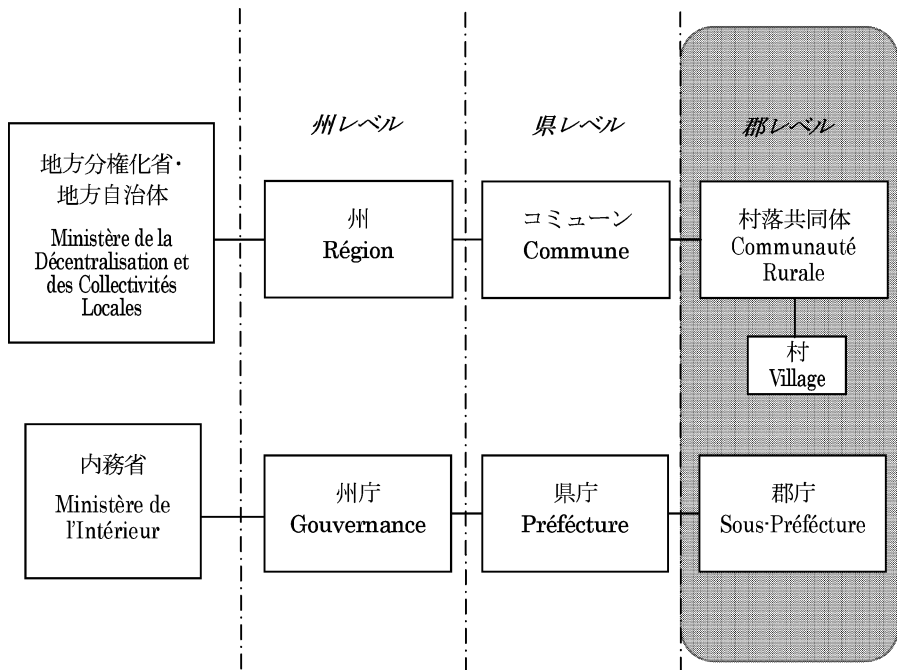 州レベル
県レベル
郡レベル
地方分権化省・
地方自治体
Ministère de la
Décentralisation et
des Collectivités
Locales
州
Région
コミューン
Commune
村落共同体
Communauté
Rurale
村
Village
内務省
Ministère de
l'Intérieur
州庁
Gouvernance
県庁
Préfécture
郡庁
Sous-Préfécture